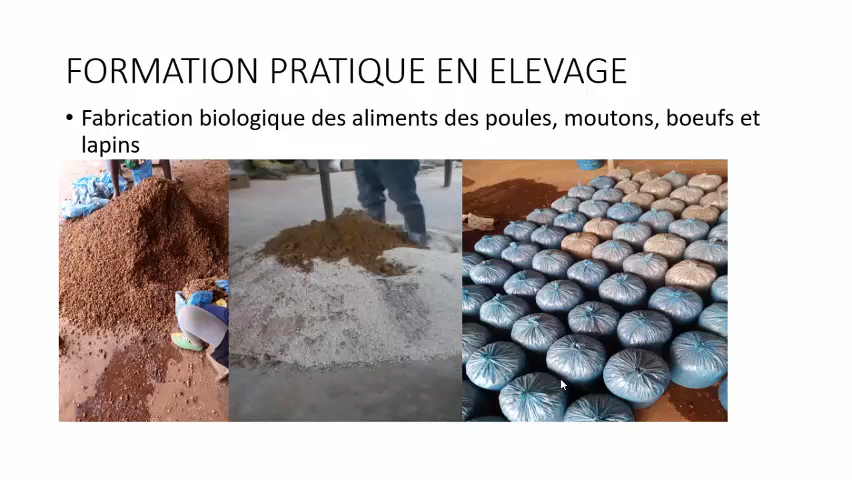 FORMATION PRATIQUE EN ELEVAGE
• Fabrication biologique des aliments des poules, moutons, boeufs et
lapins